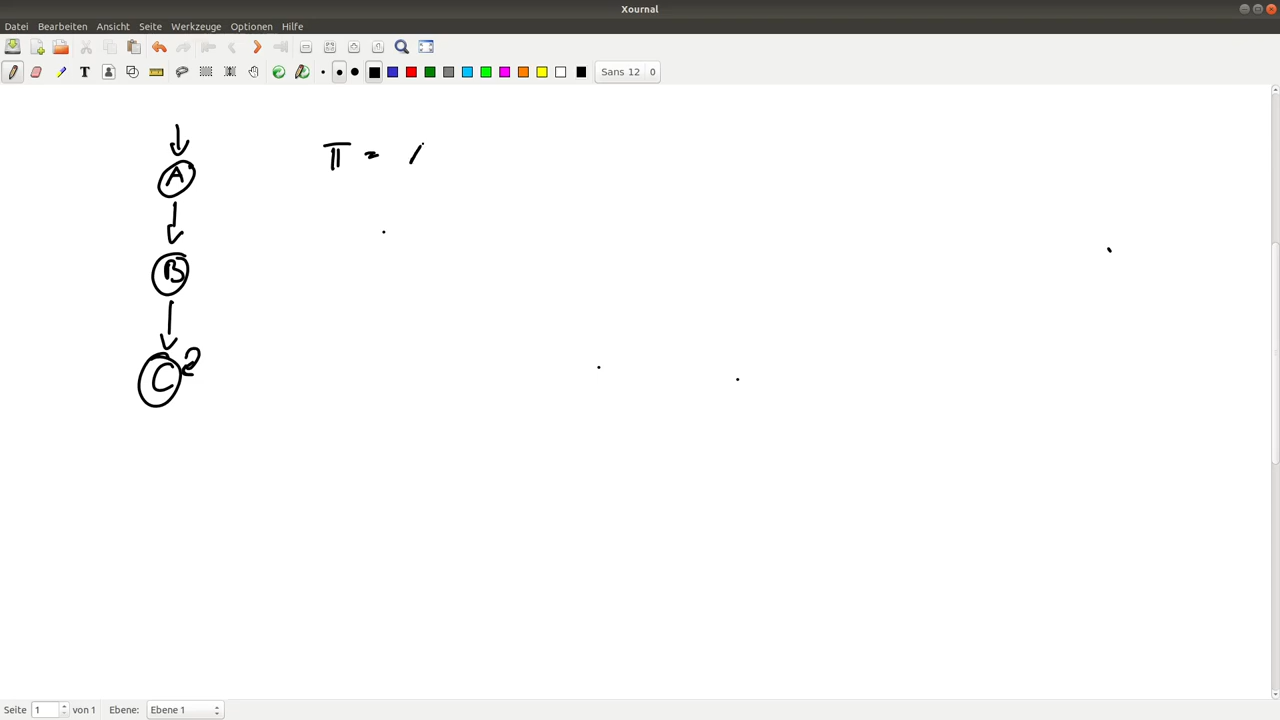 Xournal
Datei Bearbeiten Ansicht Seite Werkzeuge Optionen Hilfe
T Sans 12 0
A
π =
B
C
Seite 1 von 1 Ebene: Ebene 1